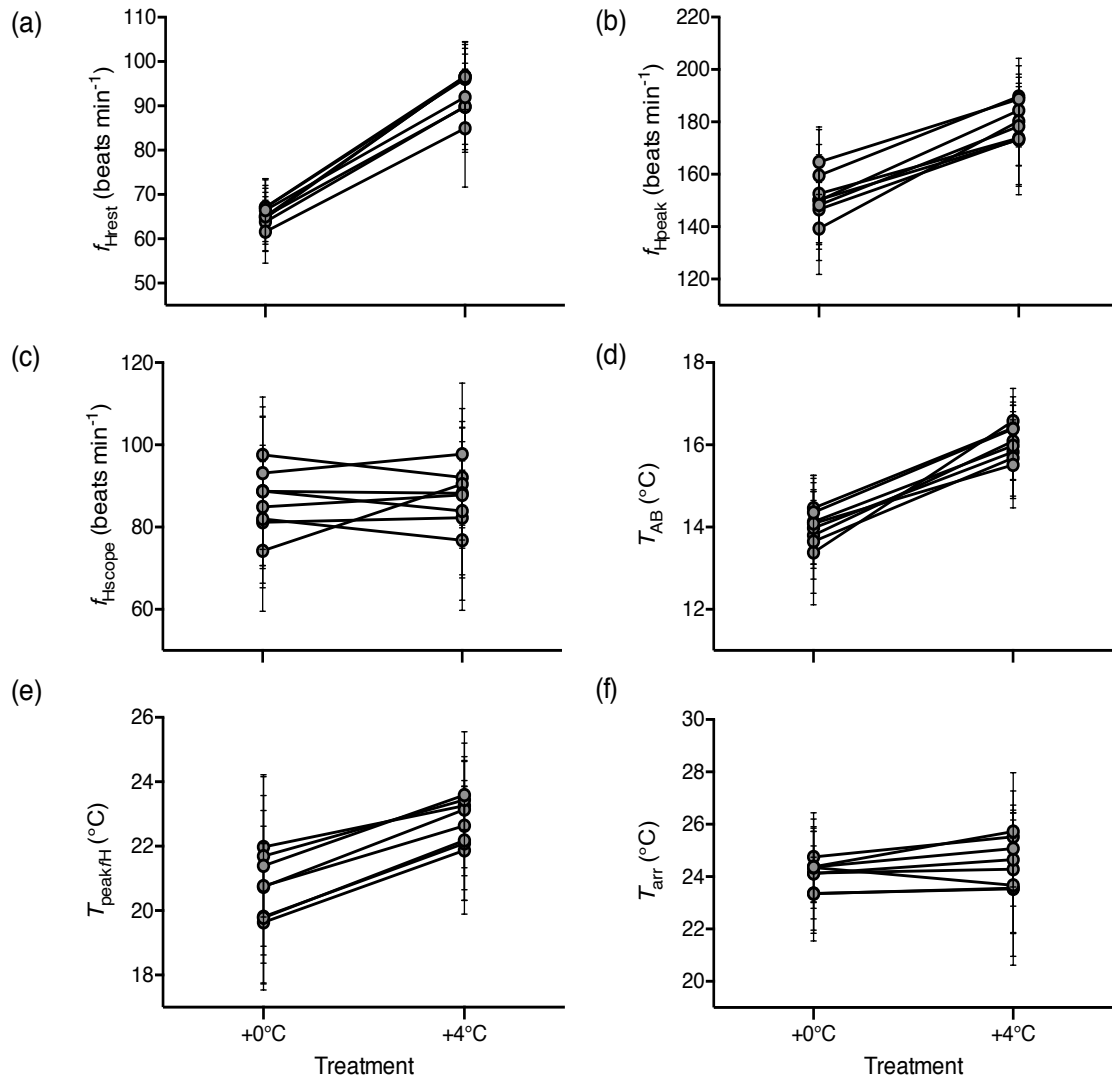 (a)
110
100
90
80
70
60
50
fHrest (beats min-1)
(b)
220
200
180
160
140
120
fHpeak (beats min-1)
(c)
120
100
80
60
fHscope (beats min-1)
(d)
18
16
14
12
TAB (°C)
(e)
26
24
22
20
18
TpeakfH (°C)
+0°C
+4°C
Treatment
(f)
30
28
26
24
22
20
Tarr (°C)
+0°C
+4°C
Treatment